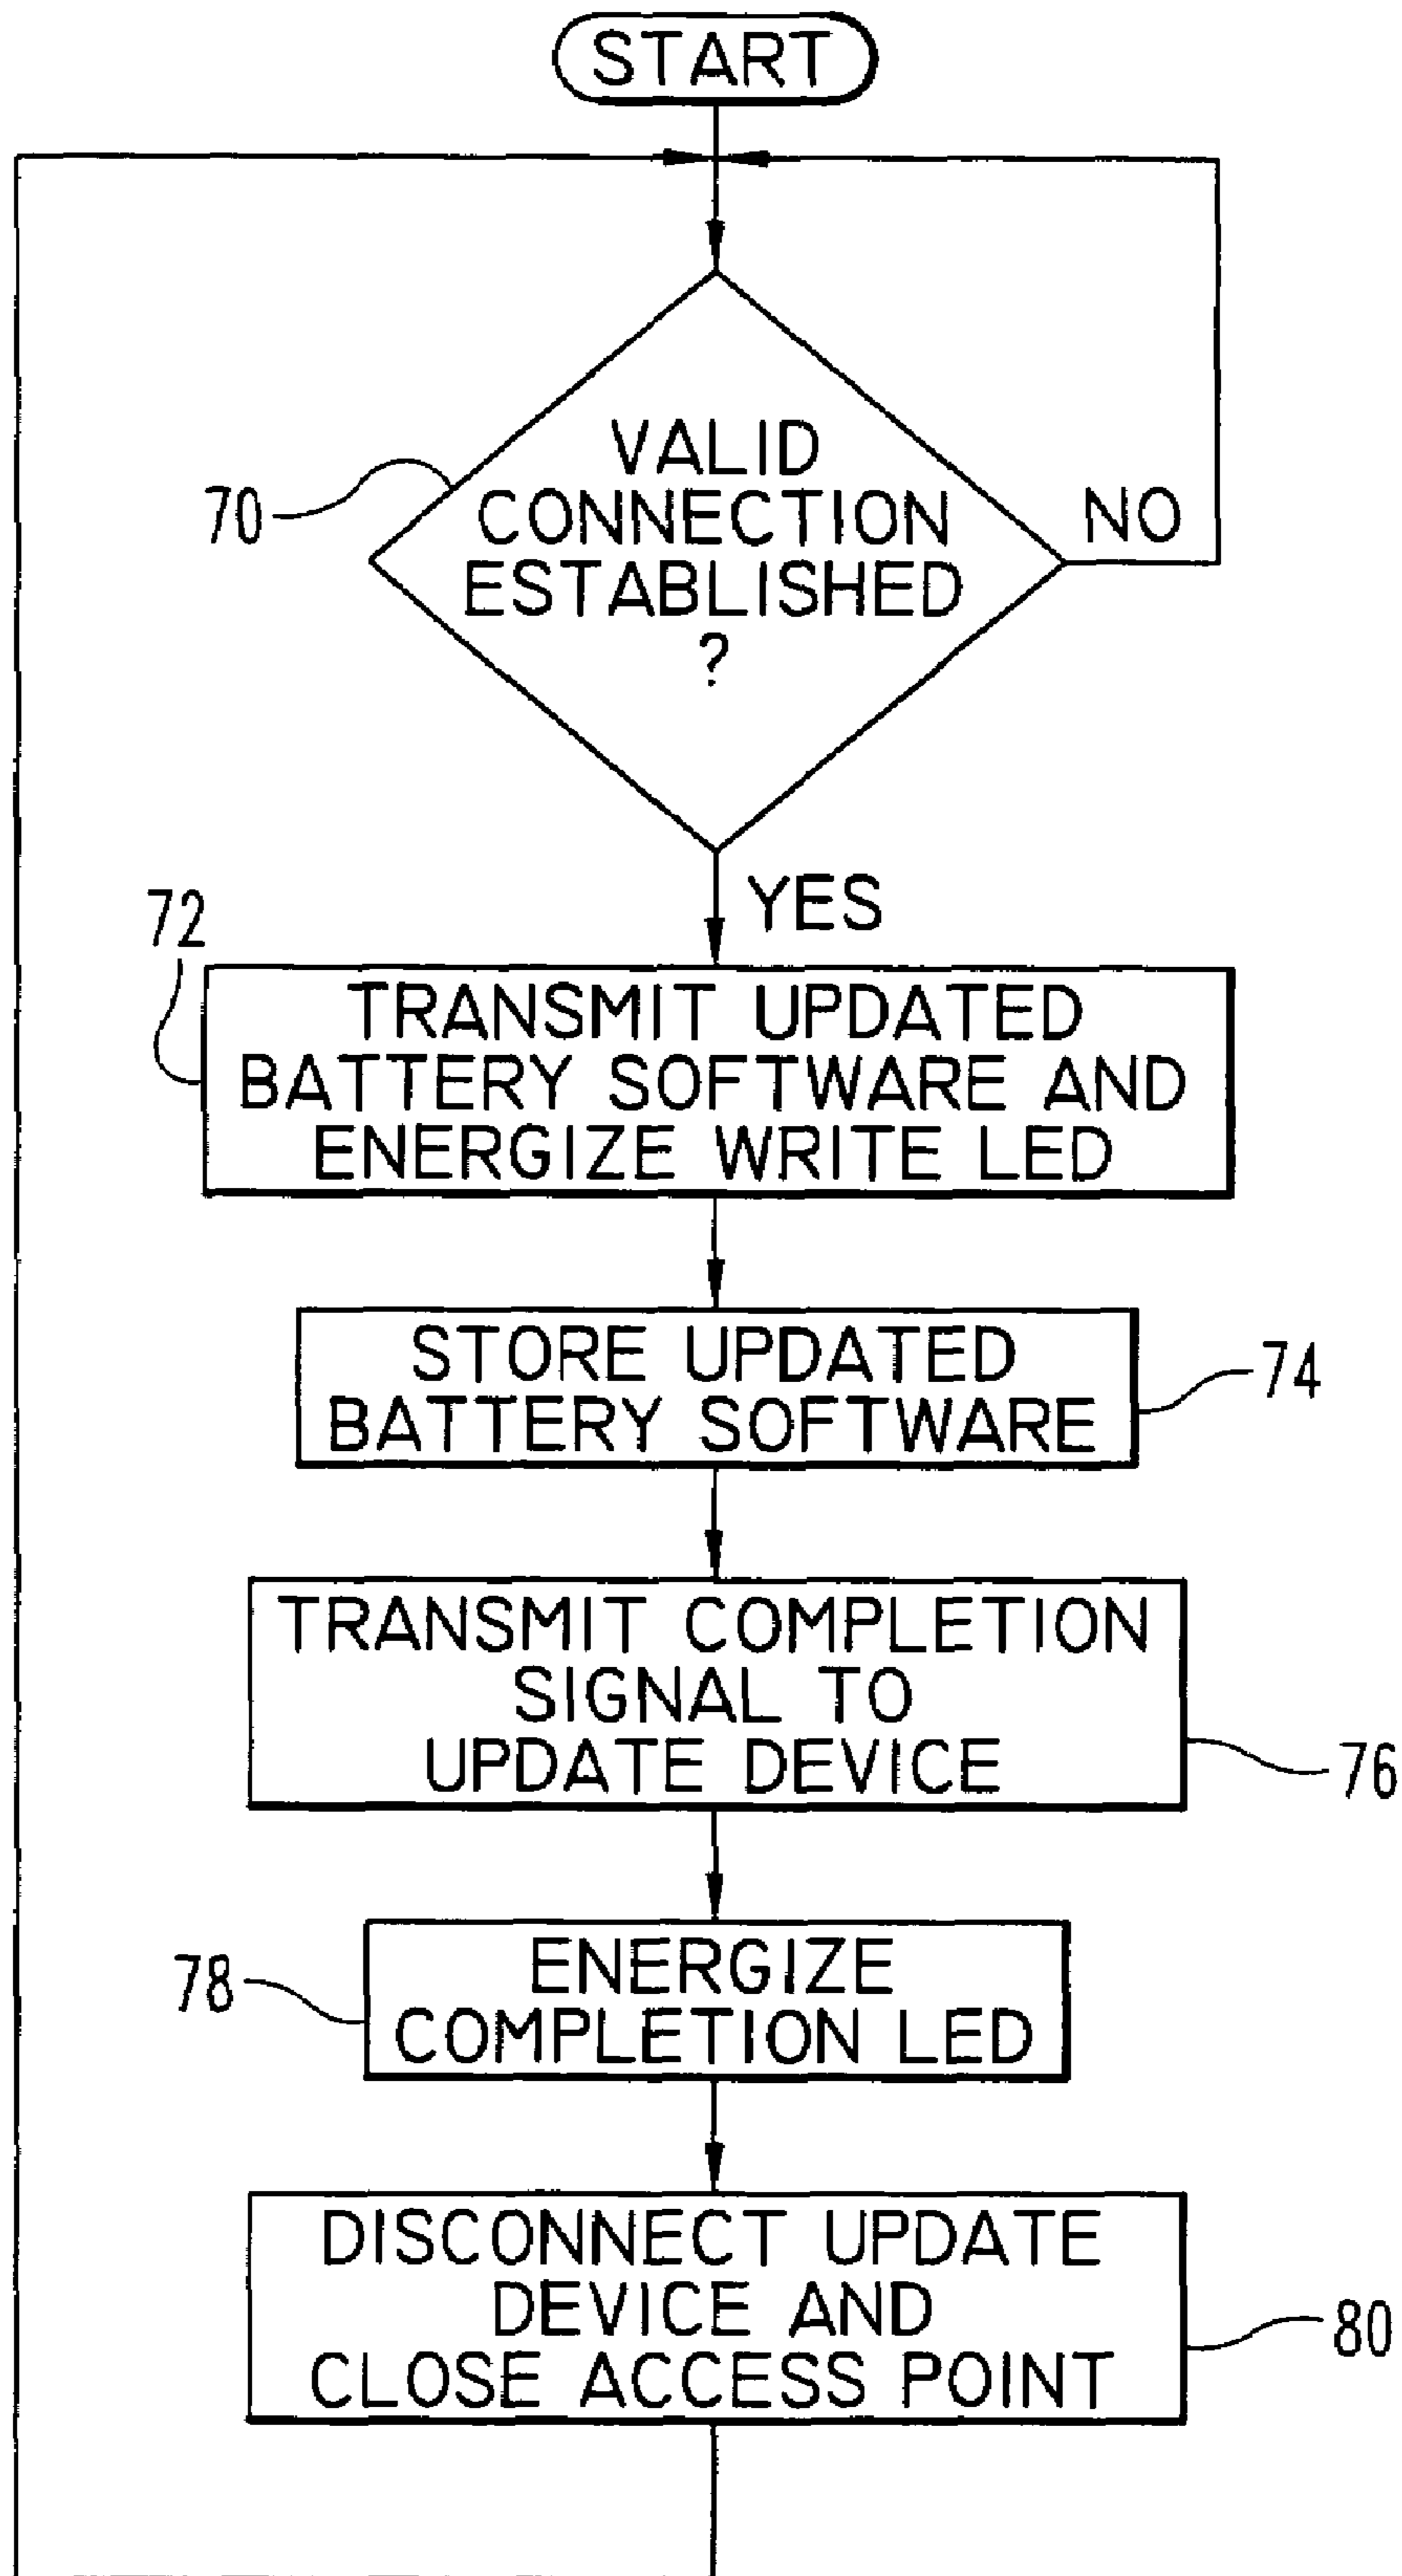 START
VALID
CONNECTION
ESTABLISHED
?
70
NO
YES
72
TRANSMIT UPDATED
BATTERY SOFTWARE AND
ENERGIZE WRITE LED
STORE UPDATED
BATTERY SOFTWARE
74
TRANSMIT COMPLETION
SIGNAL TO
UPDATE DEVICE
76
78
ENERGIZE
COMPLETION LED
DISCONNECT UPDATE
DEVICE AND
CLOSE ACCESS POINT
80